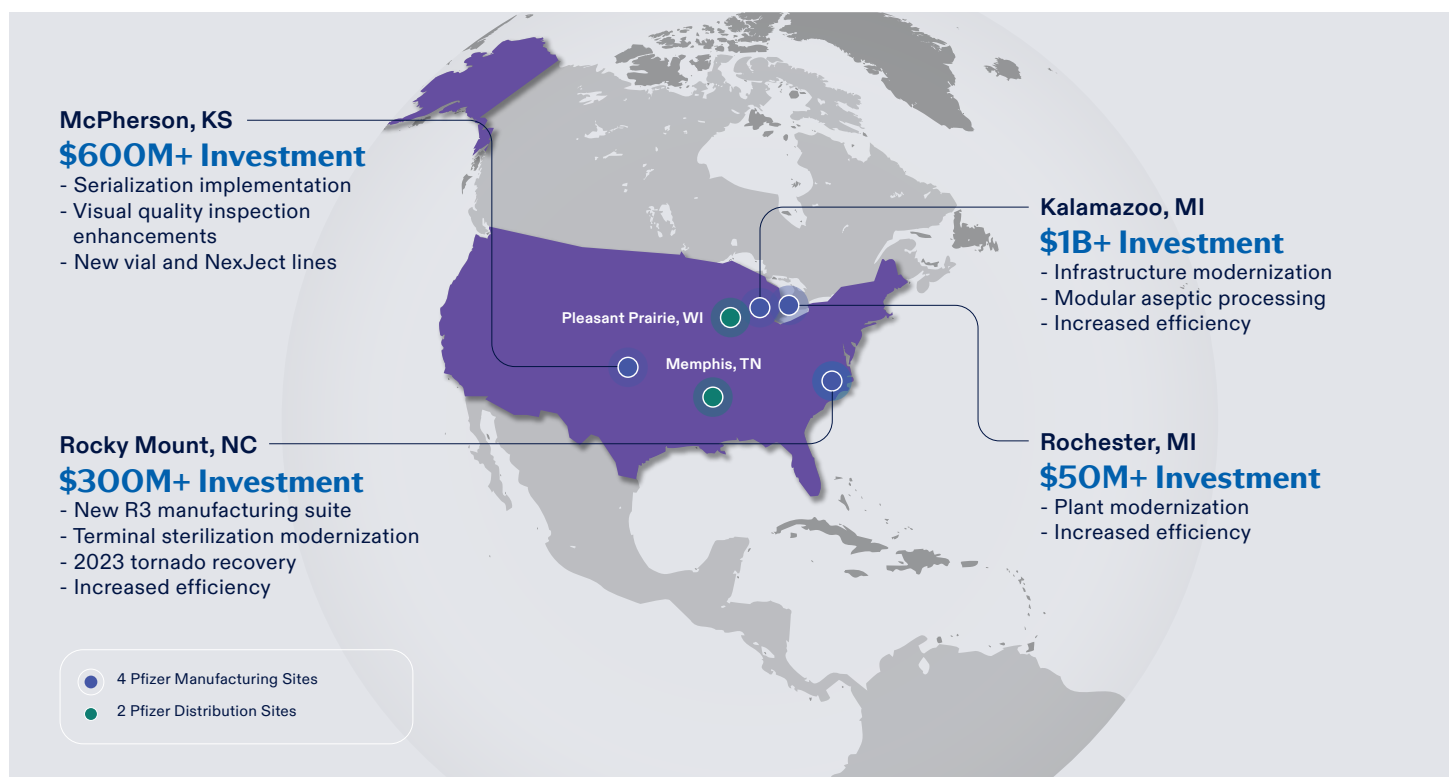 McPherson, KS
$600M+ Investment
- Serialization implementation
- Visual quality inspection
enhancements
- New vial and NexJect lines
Rocky Mount, NC
$300M+ Investment
- New R3 manufacturing suite
- Terminal sterilization modernization
- 2023 tornado recovery
- Increased efficiency
Pleasant Prairie, WI
Memphis, TN
Kalamazoo, MI
$1B+ Investment
- Infrastructure modernization
- Modular aseptic processing
- Increased efficiency
Rochester, MI
$50M+ Investment
- Plant modernization
- Increased efficiency
4 Pfizer Manufacturing Sites
2 Pfizer Distribution Sites